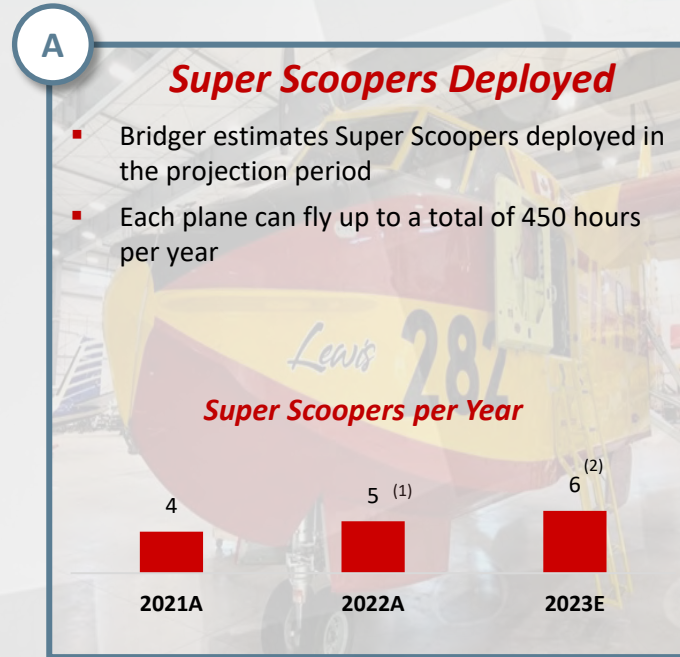 A
Super Scoopers Deployed
▪ Bridger estimates Super Scoopers deployed in
the projection period
▪ Each plane can fly up to a total of 450 hours
per year
Lewis
282
Super Scoopers per Year
4
5 (1)
6 (2)
2021A
2022A
2023E